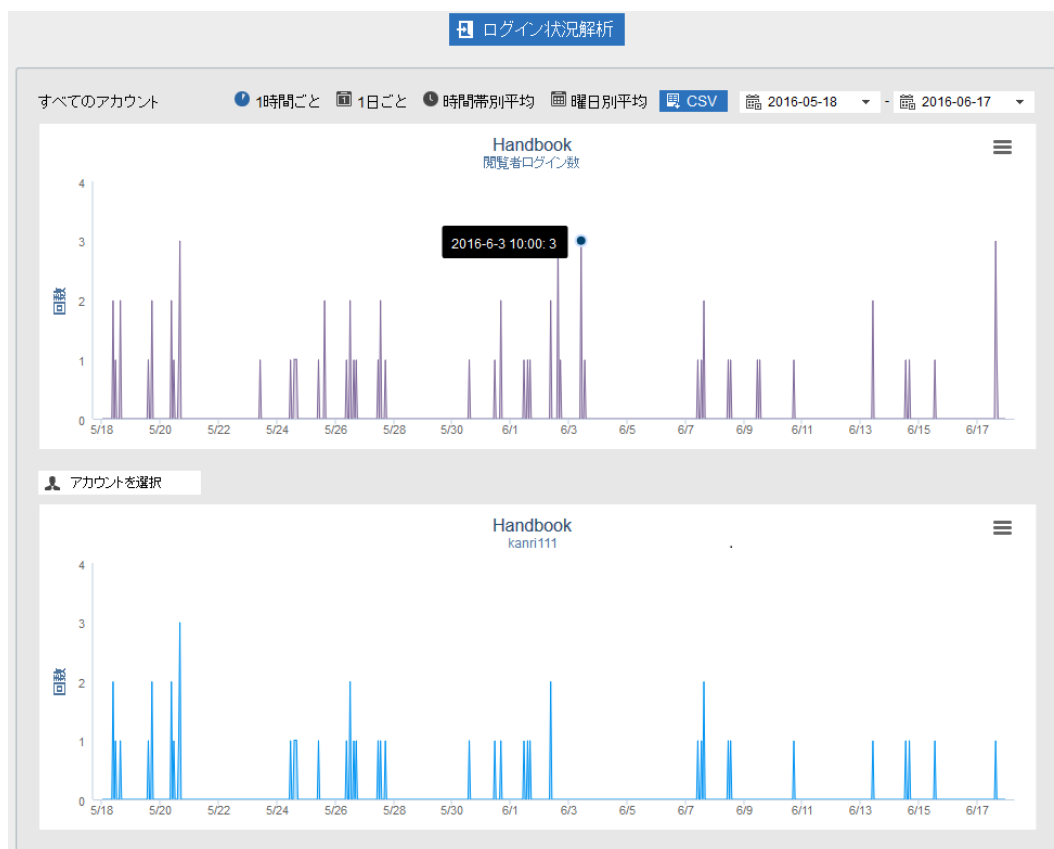 ログイン状況解析
すべてのアカウント 1時間ごと 1日ごと 時間帯別平均 曜日別平均 CSV 2016-05-18 - 2016-06-17
Handbook
閲覧者ログイン数
4
2016-6-3 10:00: 3
3
回数
2
1
0
5/18 5/20 5/22 5/24 5/26 5/28 5/30 6/1 6/3 6/5 6/7 6/9 6/11 6/13 6/15 6/17
アカウントを選択
Handbook
kanri111
4
3
回数
2
1
0
5/18 5/20 5/22 5/24 5/26 5/28 5/30 6/1 6/3 6/5 6/7 6/9 6/11 6/13 6/15 6/17